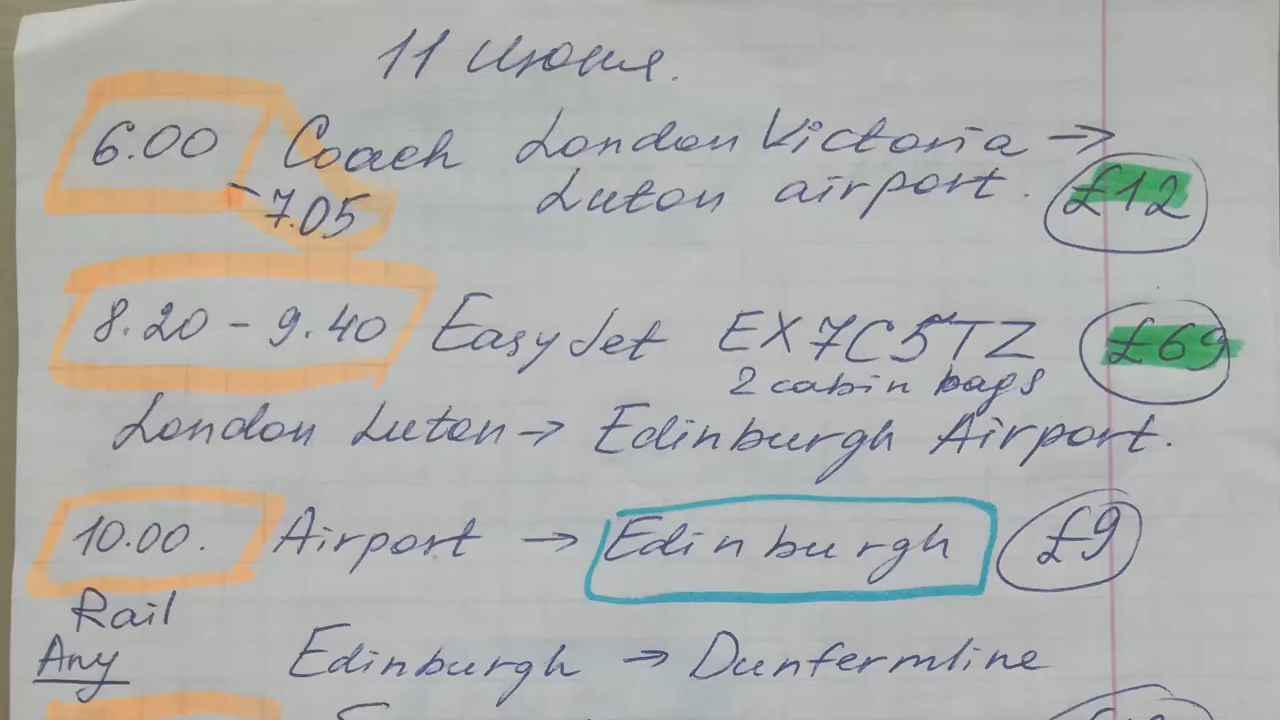 11 июня.
6.00 Coach London Victoria →
-7.05 Luton airport. £12
8.20 - 9.40 EasyJet EX7C5TZ £69
2 cabin bags
London Luton → Edinburgh Airport.
10.00. Airport → Edinburgh £9
Rail
Any Edinburgh → Dunfermline